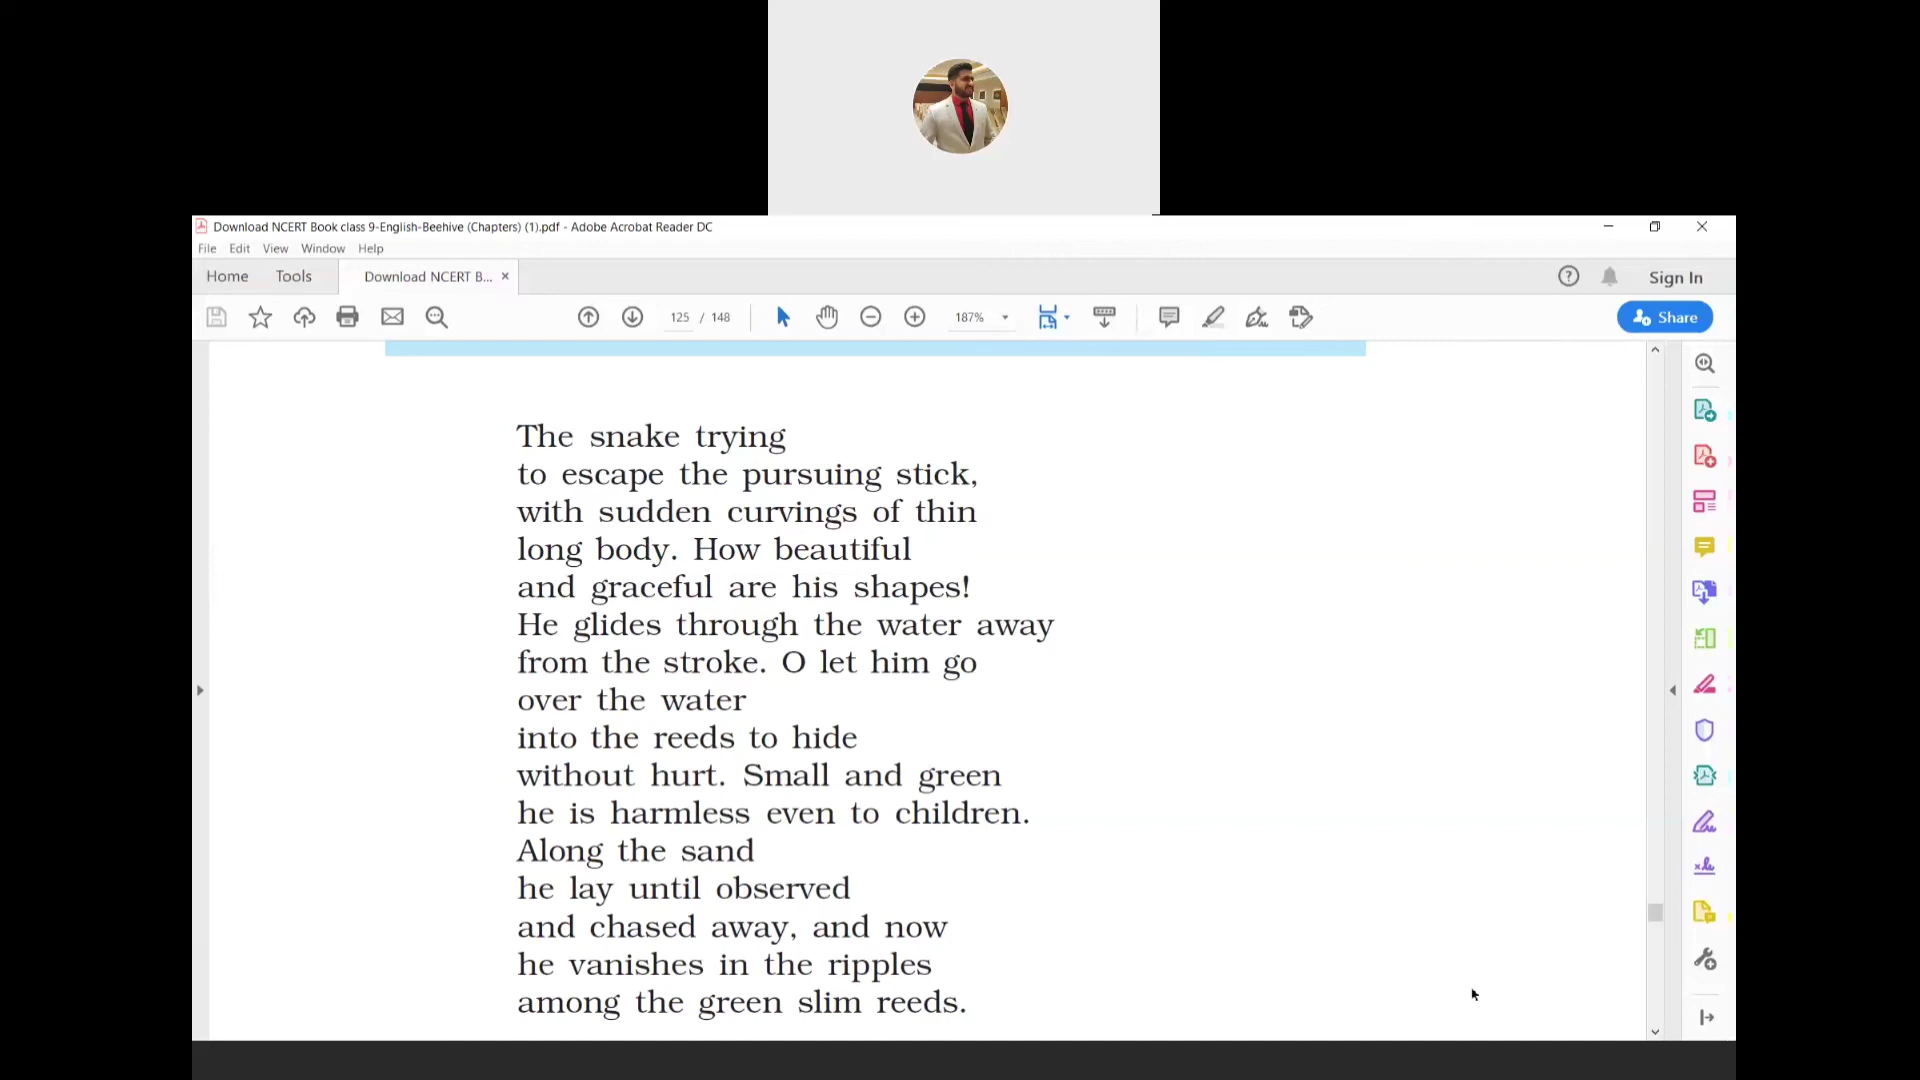 Download NCERT Book class 9-English-Beehive (Chapters) (1).pdf - Adobe Acrobat Reader DC
File Edit View Window Help
Home Tools Download NCERT B... × Sign In
125 / 148 187% Share
The snake trying
to escape the pursuing stick,
with sudden curvings of thin
long body. How beautiful
and graceful are his shapes!
He glides through the water away
from the stroke. O let him go
over the water
into the reeds to hide
without hurt. Small and green
he is harmless even to children.
Along the sand
he lay until observed
and chased away, and now
he vanishes in the ripples
among the green slim reeds.